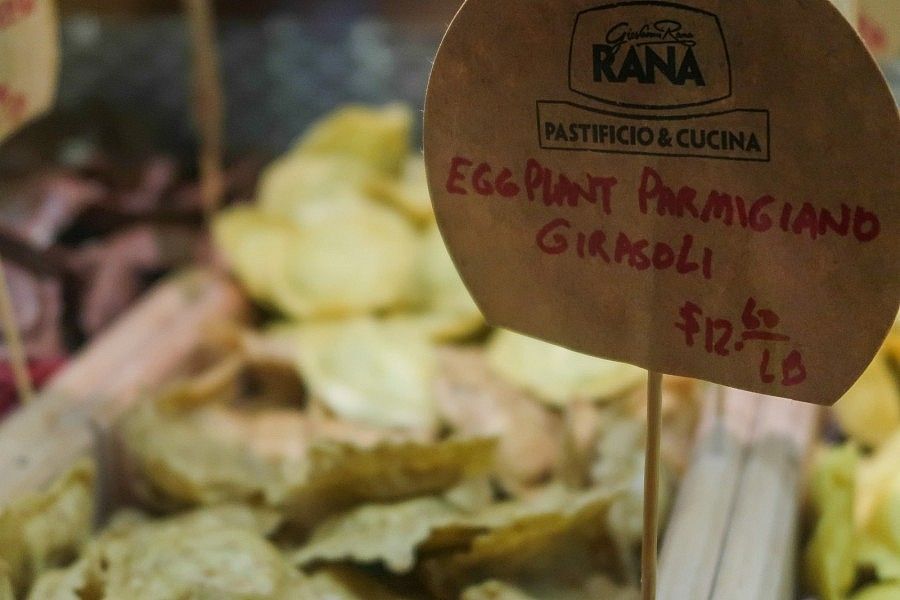 Giovanni Rana
RANA
PASTIFICIO & CUCINA
EGGPLANT PARMIGIANO
GIRASOLI
$12.60/LB